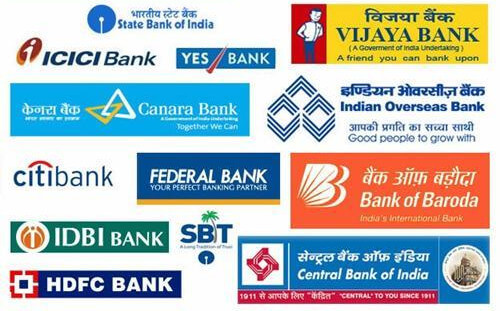 भारतीय स्टेट बैंक
State Bank of India
ICICI Bank
YES BANK
विजया बैंक
VIJAYA BANK
(A Goverment of India Undertaking)
A friend you can bank upon
केनरा बैंक
Canara Bank
A Government of India Undertaking
Together We Can
इण्डियन ओवरसीज़ बैंक
Indian Overseas Bank
आपकी प्रगति का सच्चा साथी
Good people to grow with
citibank
FEDERAL BANK
YOUR PERFECT BANKING PARTNER
बैंक ऑफ़ बड़ौदा
Bank of Baroda
India's International Bank
IDBI BANK
SBT
A Long Tradition of Trust
HDFC BANK
सेन्ट्रल बैंक ऑफ़ इंडिया
Central Bank of India
1911 से आपके लिए "केंद्रित" "CENTRAL" TO YOU SINCE 1911